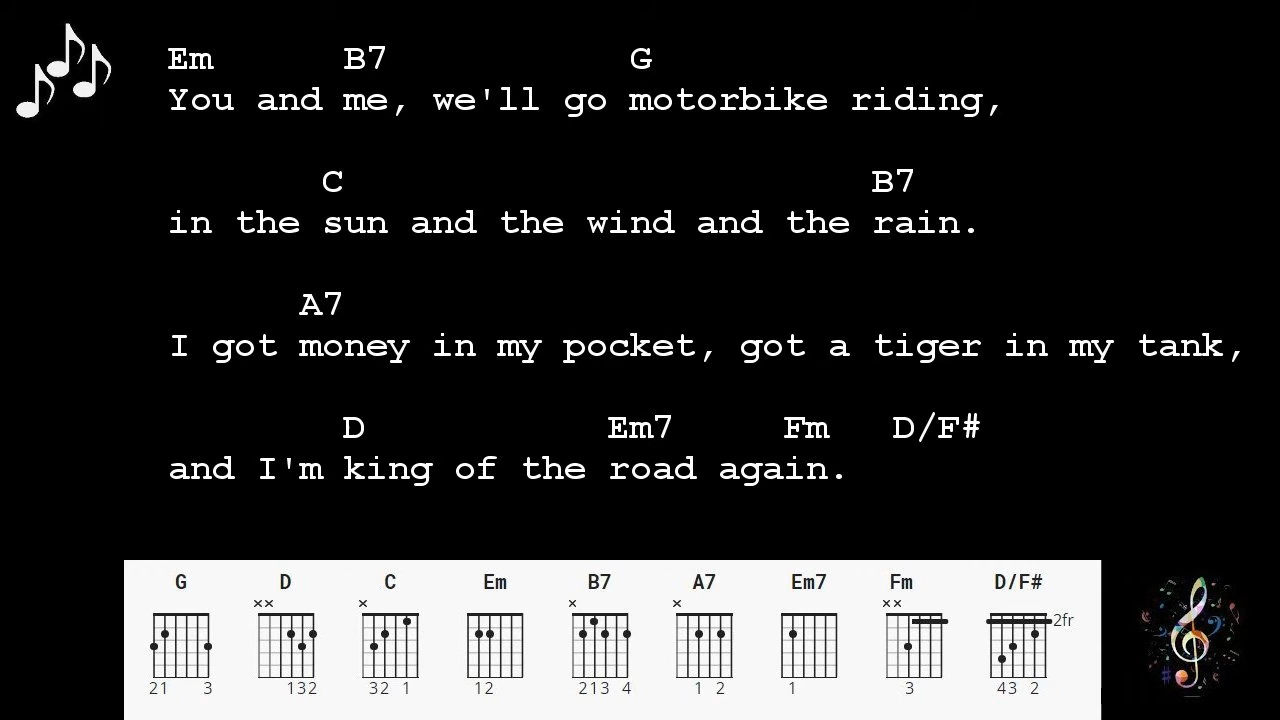 Em      B7           G
You and me, we'll go motorbike riding,
       C                        B7
in the sun and the wind and the rain.
      A7
I got money in my pocket, got a tiger in my tank,
        D           Em7     Fm   D/F#
and I'm king of the road again.
G D C Em B7 A7 Em7 Fm D/F#
×× × × × ××
2fr
21 3 132 32 1 12 213 4 1 2 1 3 43 2